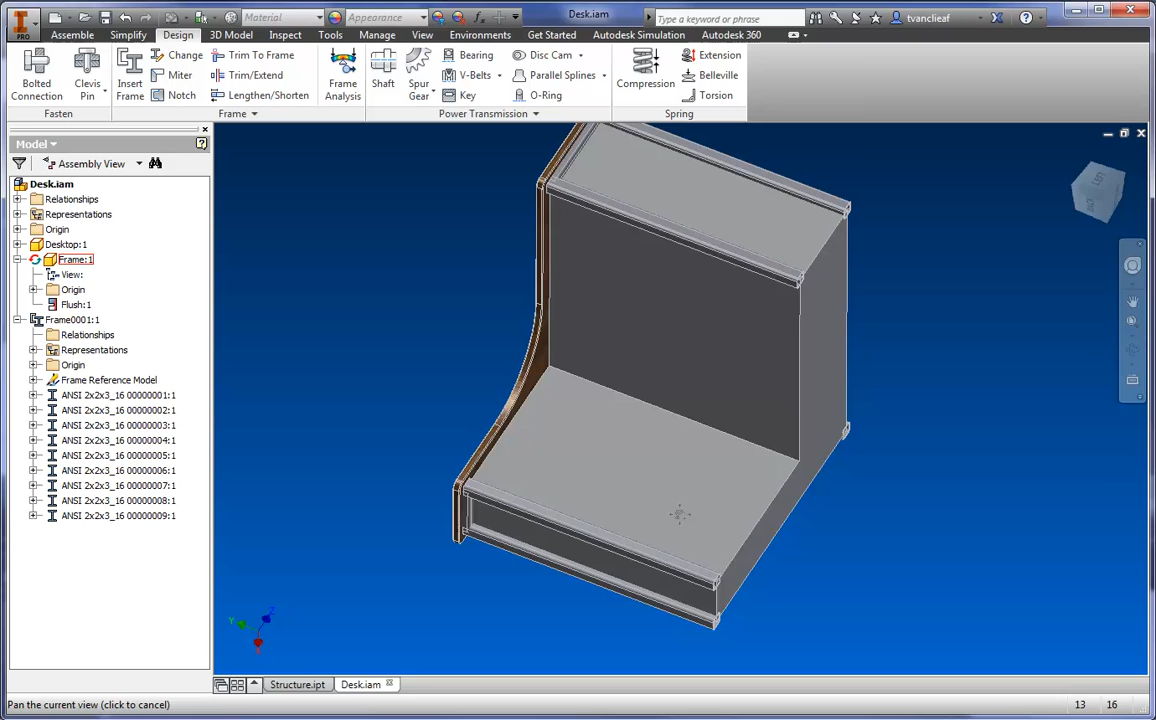 Material
Appearance
Desk.iam
Type a keyword or phrase
tvanclieaf
PRO
Assemble
Simplify
Design
3D Model
Inspect
Tools
Manage
View
Environments
Get Started
Autodesk Simulation
Autodesk 360
Bolted Connection
Clevis Pin
Insert Frame
Change
Miter
Notch
Trim To Frame
Trim/Extend
Lengthen/Shorten
Frame Analysis
Shaft
Spur Gear
Bearing
V-Belts
Key
Disc Cam
Parallel Splines
O-Ring
Compression
Extension
Belleville
Torsion
Fasten
Frame
Power Transmission
Spring
Model
Assembly View
Desk.iam
Relationships
Representations
Origin
Desktop:1
Frame:1
View:
Origin
Flush:1
Frame0001:1
Relationships
Representations
Origin
Frame Reference Model
ANSI 2x2x3_16 00000001:1
ANSI 2x2x3_16 00000002:1
ANSI 2x2x3_16 00000003:1
ANSI 2x2x3_16 00000004:1
ANSI 2x2x3_16 00000005:1
ANSI 2x2x3_16 00000006:1
ANSI 2x2x3_16 00000007:1
ANSI 2x2x3_16 00000008:1
ANSI 2x2x3_16 00000009:1
Y
Z
Structure.ipt
Desk.iam
Pan the current view (click to cancel)
13
16